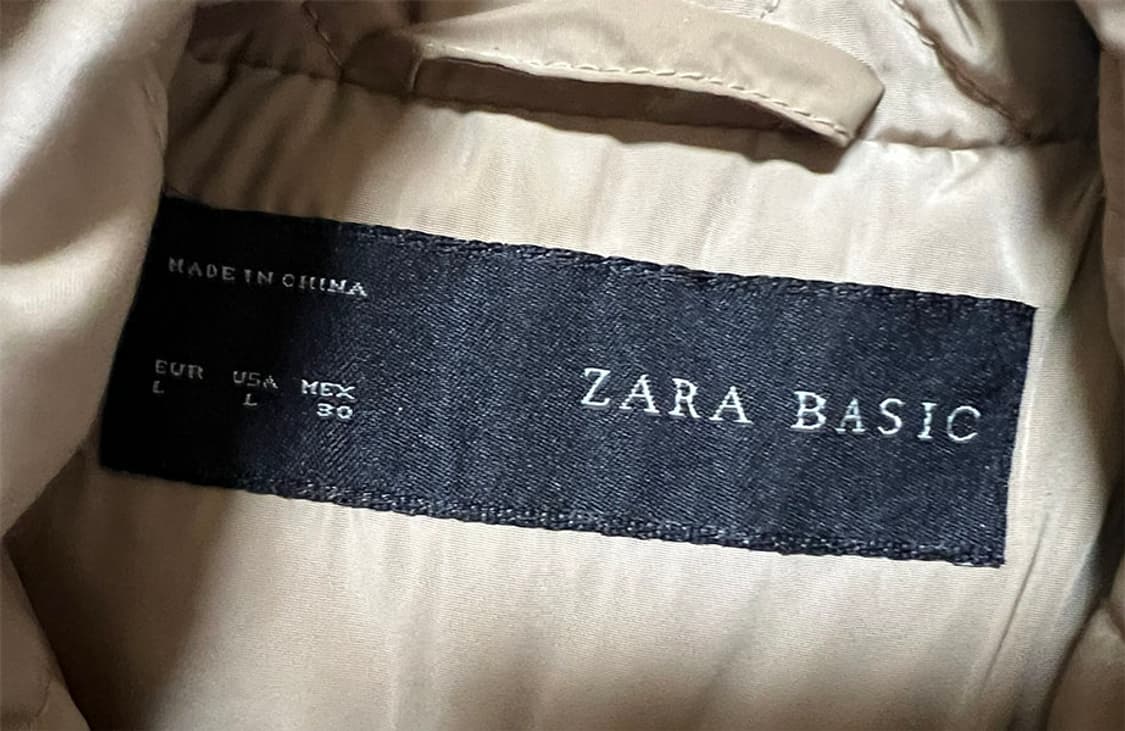 MADE IN CHINA
EUR USA MEX
L L 30
ZARA BASIC